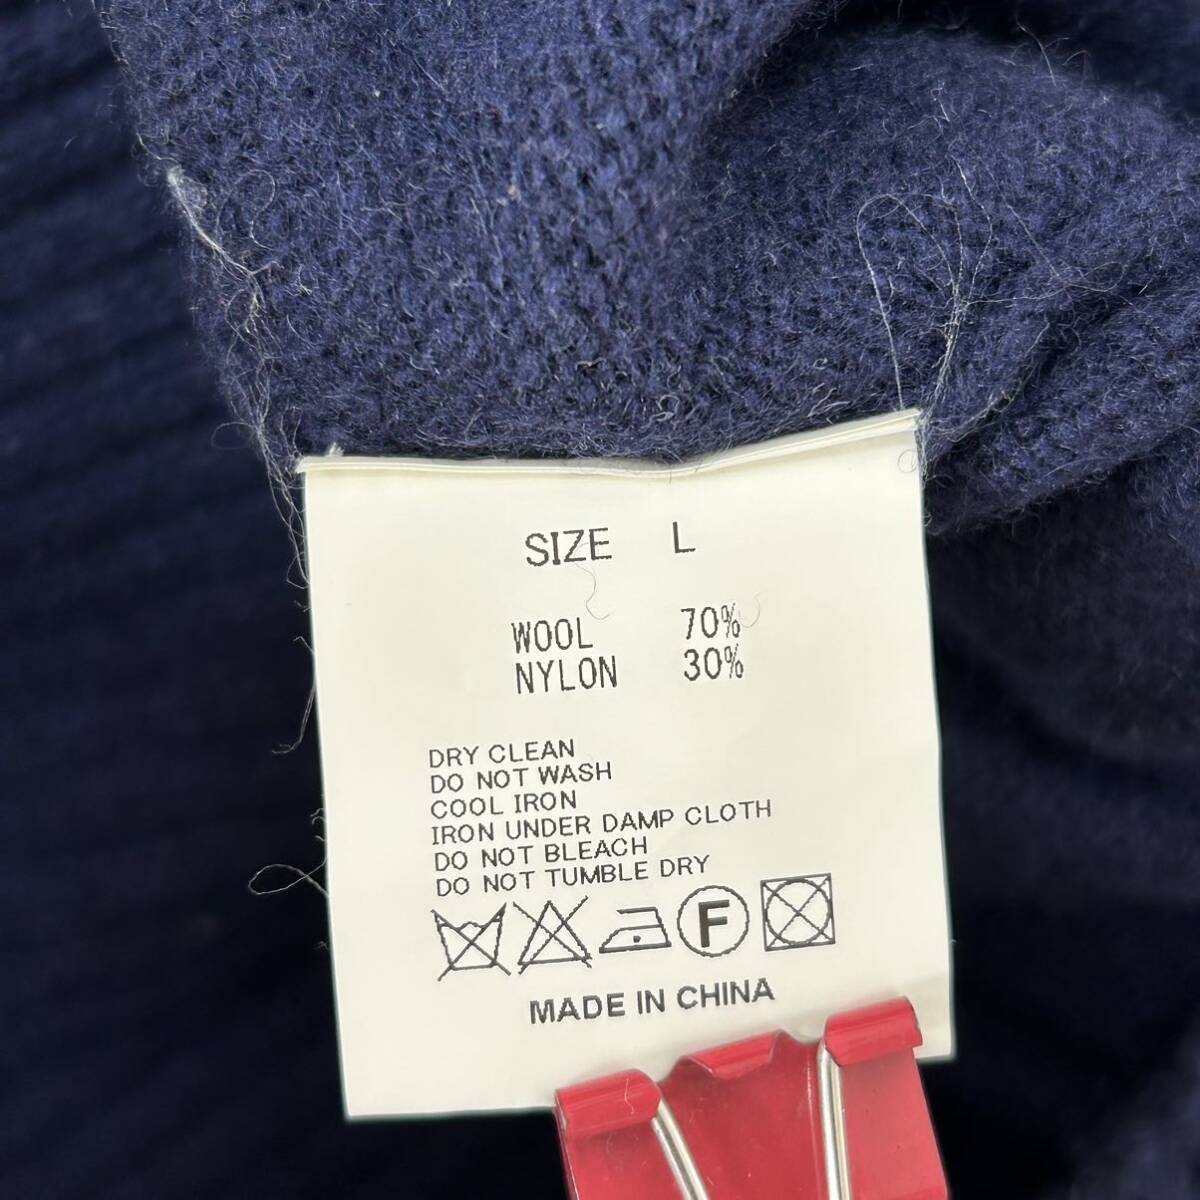 SIZE L
WOOL 70%
NYLON 30%
DRY CLEAN
DO NOT WASH
COOL IRON
IRON UNDER DAMP CLOTH
DO NOT BLEACH
DO NOT TUMBLE DRY
F
MADE IN CHINA